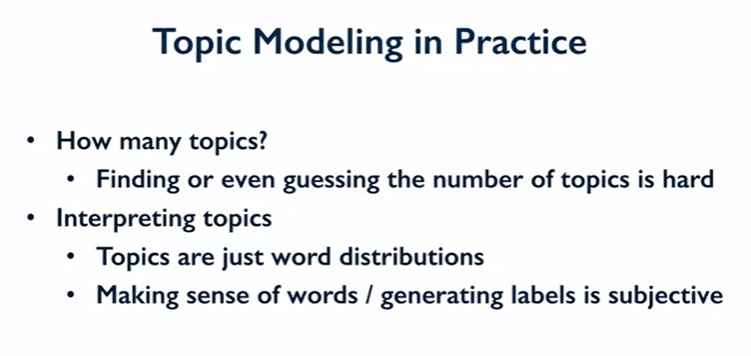 Topic Modeling in Practice
• How many topics?
• Finding or even guessing the number of topics is hard
• Interpreting topics
• Topics are just word distributions
• Making sense of words / generating labels is subjective